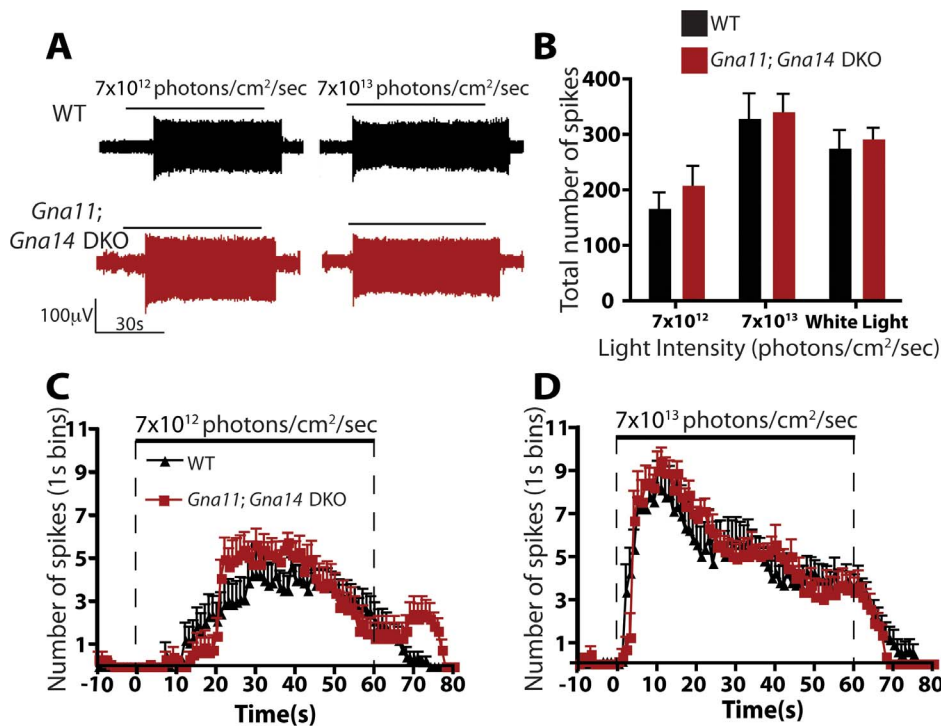 A
7x10¹² photons/cm²/sec
7x10¹³ photons/cm²/sec
WT
Gna11;
Gna14 DKO
100μV
30s
B
WT
Gna11; Gna14 DKO
Total number of spikes
400
300
200
100
0
7x10¹²
7x10¹³
White Light
Light Intensity (photons/cm²/sec)
C
7x10¹² photons/cm²/sec
WT
Gna11; Gna14 DKO
Number of spikes (1s bins)
11
9
7
5
3
1
-10 0 10 20 30 40 50 60 70 80
Time(s)
D
7x10¹³ photons/cm²/sec
Number of spikes (1s bins)
11
9
7
5
3
1
-10 0 10 20 30 40 50 60 70 80
Time(s)